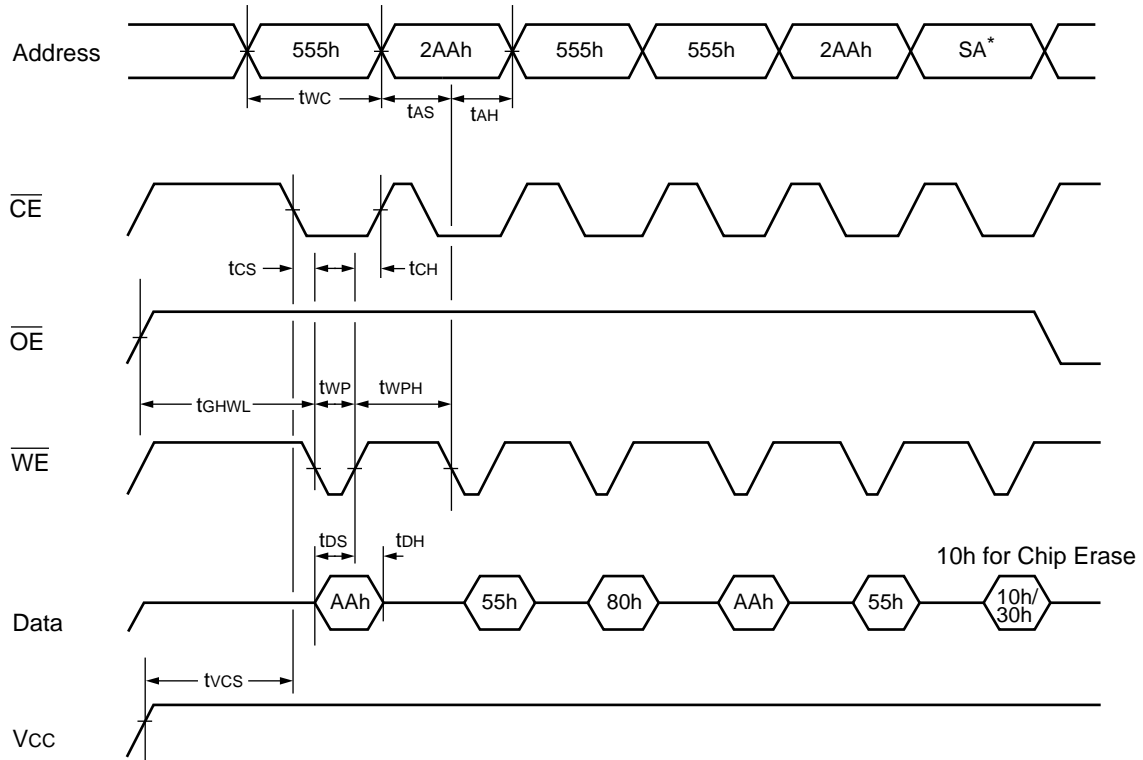 Address 555h 2AAh 555h 555h 2AAh SA*
tWC tAS tAH
CE
tCS tCH
OE
tGHWL tWP tWPH
WE
tDS tDH
10h for Chip Erase
Data AAh 55h 80h AAh 55h 10h/
30h
tVCS
VCC